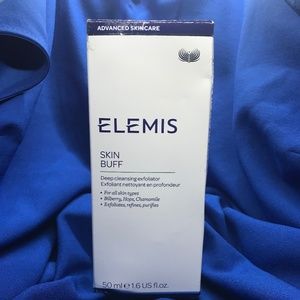 ADVANCED SKINCARE
ELEMIS
SKIN
BUFF
Deep cleansing exfoliator
Exfoliant nettoyant en profondeur
• For all skin types
• Bilberry, Hops, Chamomile
• Exfoliates, refines, purifies
50 ml e 1.6 US fl.oz.